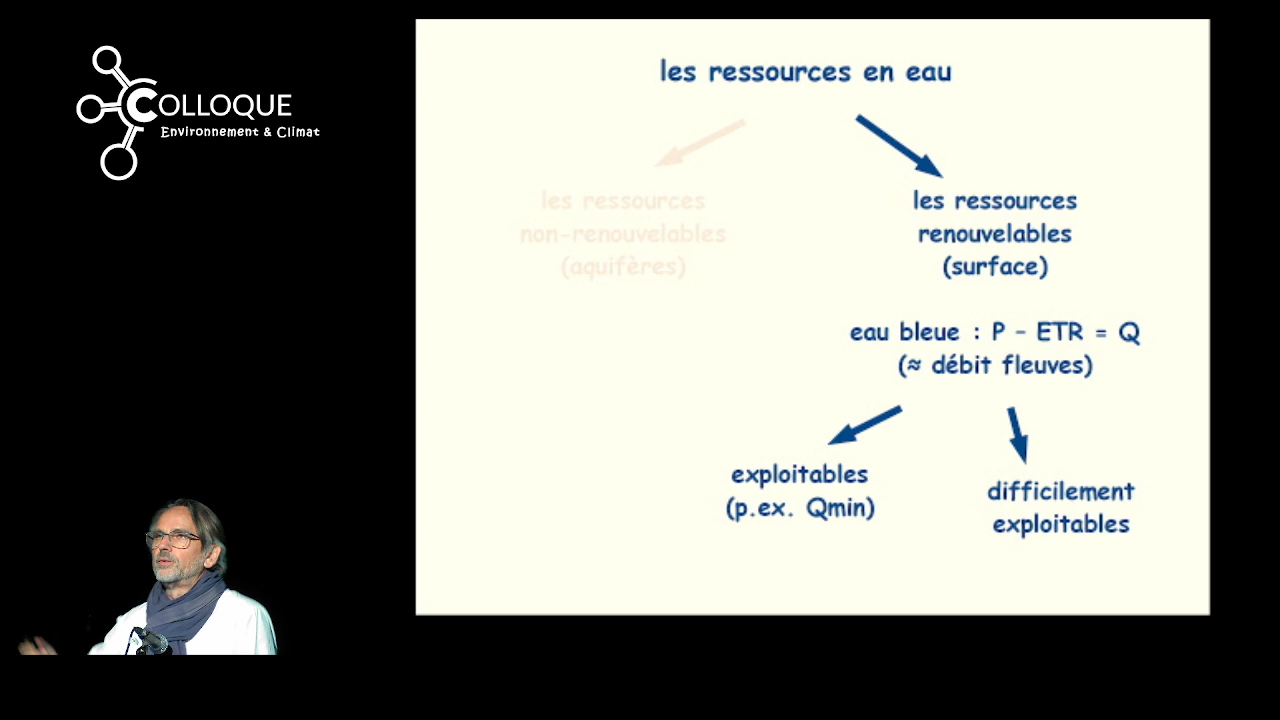 COLLOQUE
Environnement & Climat
les ressources en eau
les ressources
non-renouvelables
(aquifères)
les ressources
renouvelables
(surface)
eau bleue : P - ETR = Q
(≈ débit fleuves)
exploitables
(p.ex. Qmin)
difficilement
exploitables